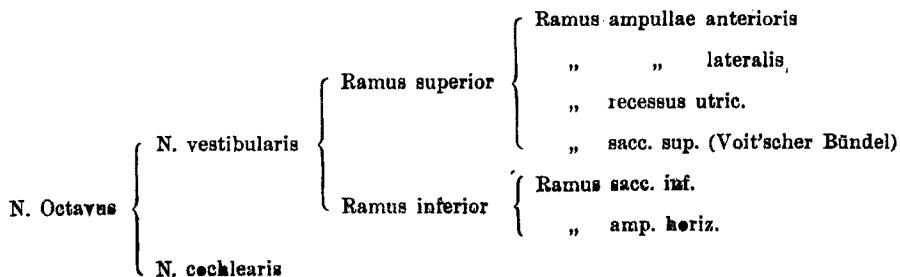 Ramus ampullae anterioris
„ „ lateralis
Ramus superior
„ recessus utric.
N. vestibularis
„ sacc. sup. (Voit'scher Bündel)
Ramus sacc. inf.
N. Octavus
Ramus inferior
„ amp. horiz.
N. cochlearis